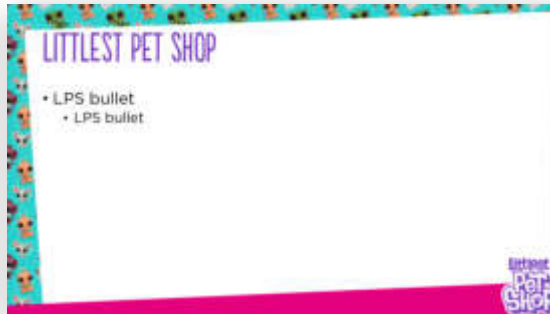 LITTLEST PET SHOP
• LPS bullet
• LPS bullet
Littlest
PET
SHOP